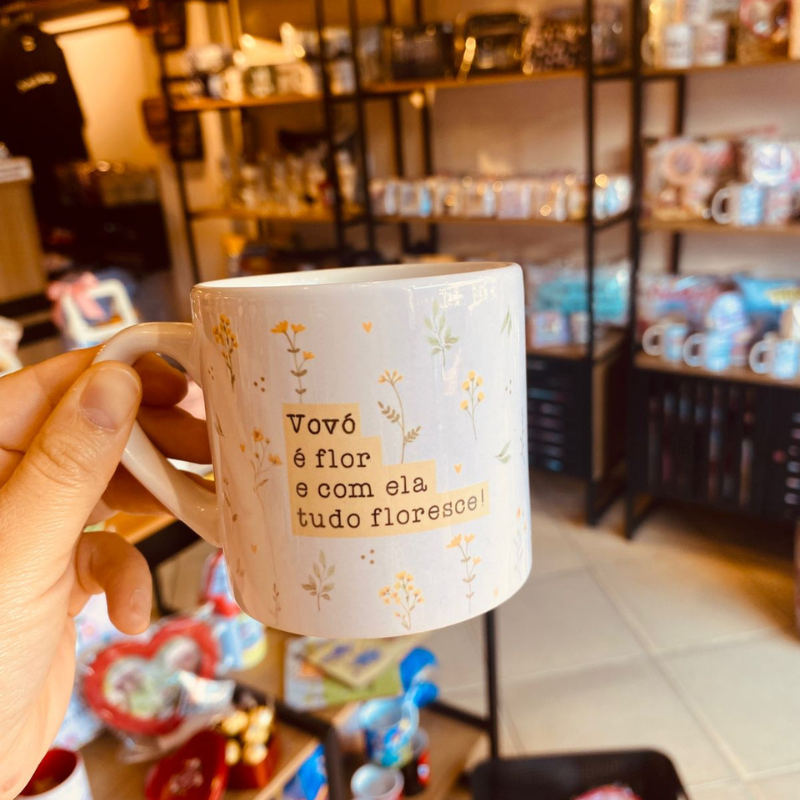 Vovó
é flor
e com ela
tudo floresce!